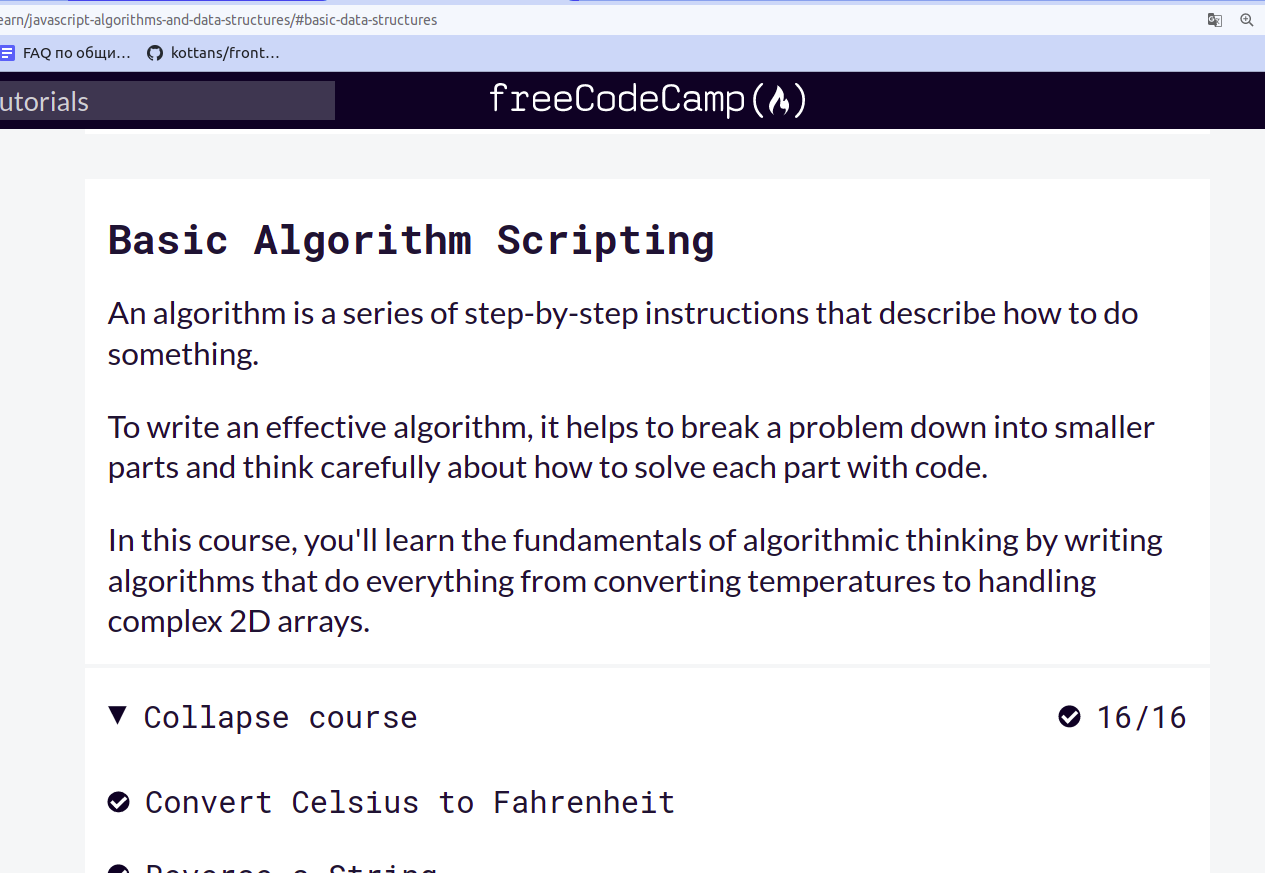 earn/javascript-algorithms-and-data-structures/#basic-data-structures
FAQ по общи... kottans/front...
utorials freeCodeCamp
Basic Algorithm Scripting
An algorithm is a series of step-by-step instructions that describe how to do
something.
To write an effective algorithm, it helps to break a problem down into smaller
parts and think carefully about how to solve each part with code.
In this course, you'll learn the fundamentals of algorithmic thinking by writing
algorithms that do everything from converting temperatures to handling
complex 2D arrays.
Collapse course 16/16
Convert Celsius to Fahrenheit
Reverse a String